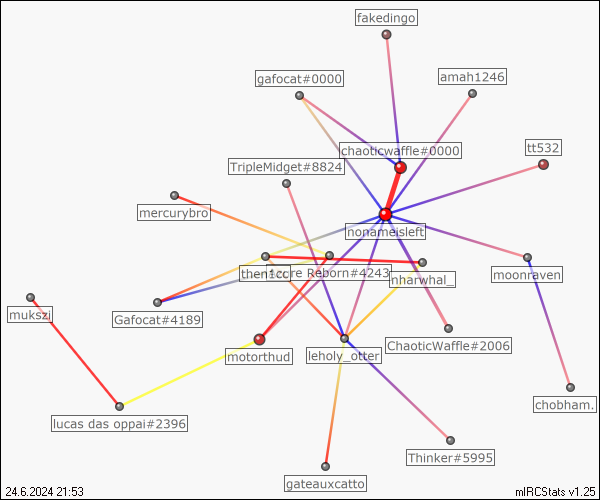 fakedingo
gafocat#0000
amah1246
chaoticwaffle#0000
tt532
TripleMidget#8824
mercurybro
nonameisleft
Reborn#4243
nharwhal_
moonraven
mukszi
Gafocat#4189
motorthud
leholy_otter
ChaoticWaffle#2006
chobham.
lucas das oppai#2396
Thinker#5995
gateauxcatto
24.6.2024 21:53
mIRCStats v1.25